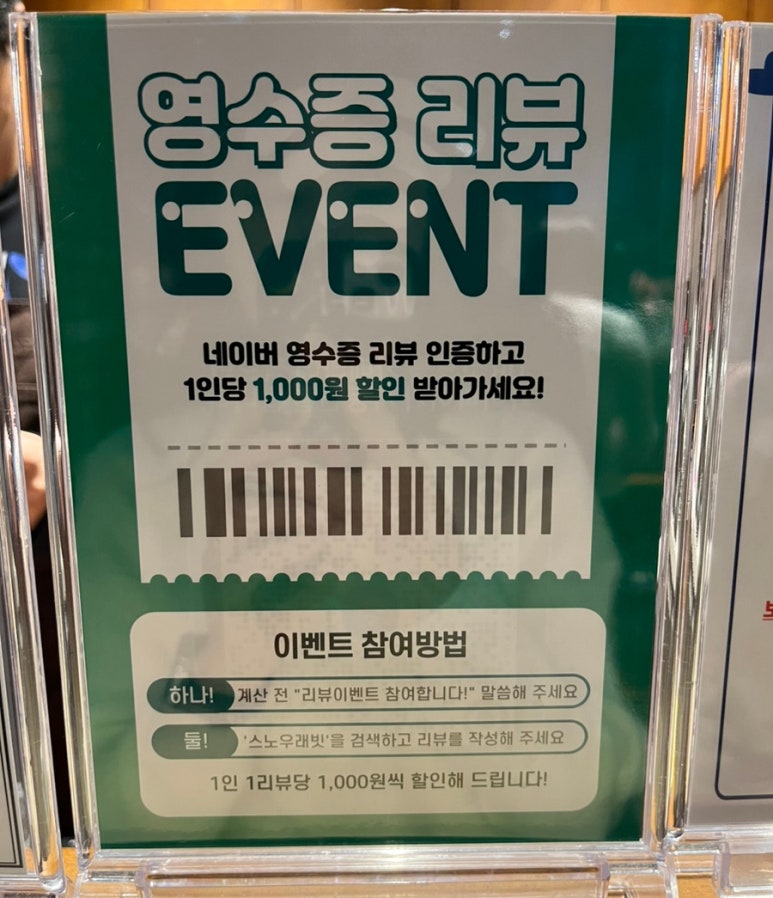 영수증 리뷰
EVENT
네이버 영수증 리뷰 인증하고
1인당 1,000원 할인 받아가세요!
이벤트 참여방법
하나! 계산 전 "리뷰이벤트 참여합니다!" 말씀해 주세요
둘! '스노우래빗'을 검색하고 리뷰를 작성해 주세요
1인 1리뷰당 1,000원씩 할인해 드립니다!